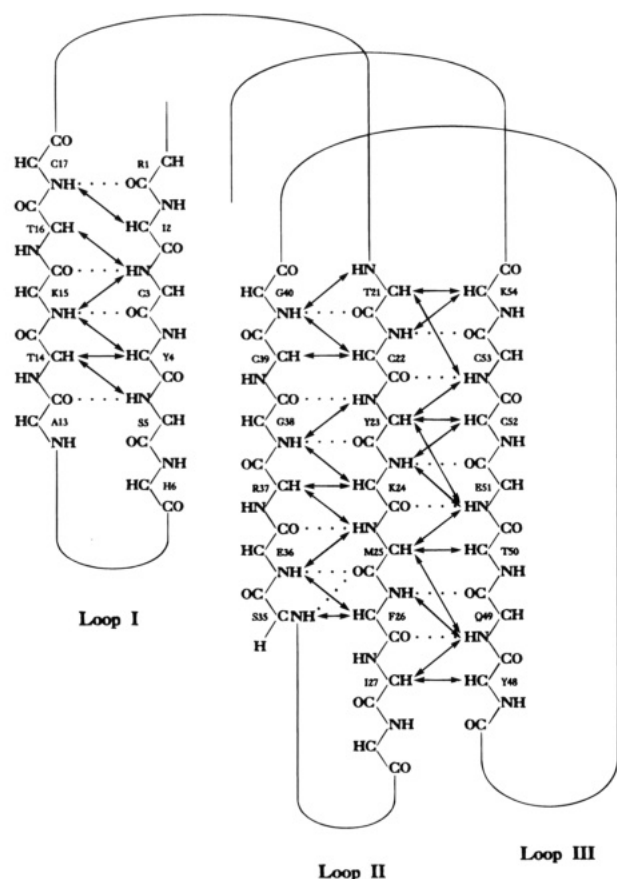 CO
HC C17 R1 CH
NH OC
OC NH
T16 CH HC I2
HN CO
CO HN CO HN CO
HC K15 C3 CH HC G40 T21 CH HC K54
NH OC NH OC NH
OC NH OC NH OC
T14 CH HC Y4 C39 CH HC C22 C53 CH
HN CO HN CO HN
CO HN CO HN CO
HC A13 S5 CH HC G38 Y23 CH HC C52
NH OC NH OC NH
NH OC NH OC
HC H6 R37 CH HC K24 E51 CH
CO HN CO HN
CO HN CO
HC E36 M25 CH HC T50
NH OC NH
OC NH OC
S35 C NH HC F26 Q49 CH
Loop I
H CO HN
HN CO
I27 CH HC Y48
OC NH
NH OC
HC
CO
Loop III
Loop II